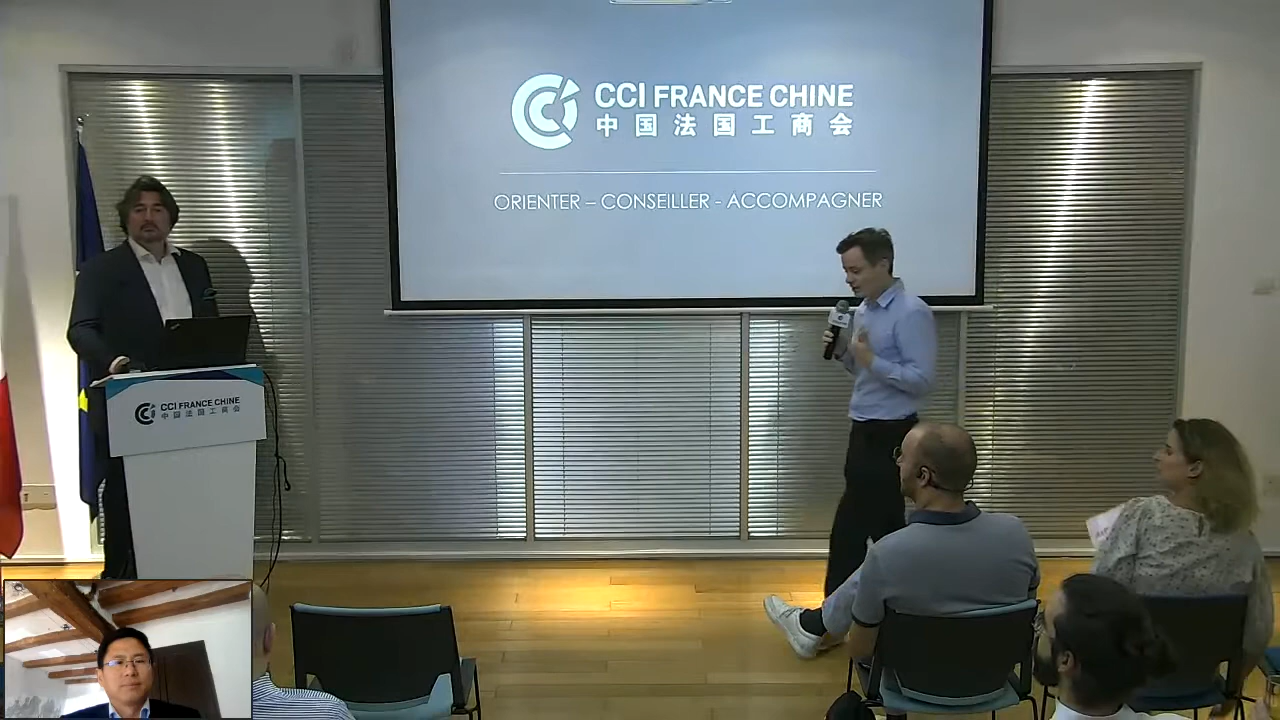 CCI FRANCE CHINE
中国法国工商会
ORIENTER – CONSEILLER - ACCOMPAGNER
CCI FRANCE CHINE
中国法国工商会